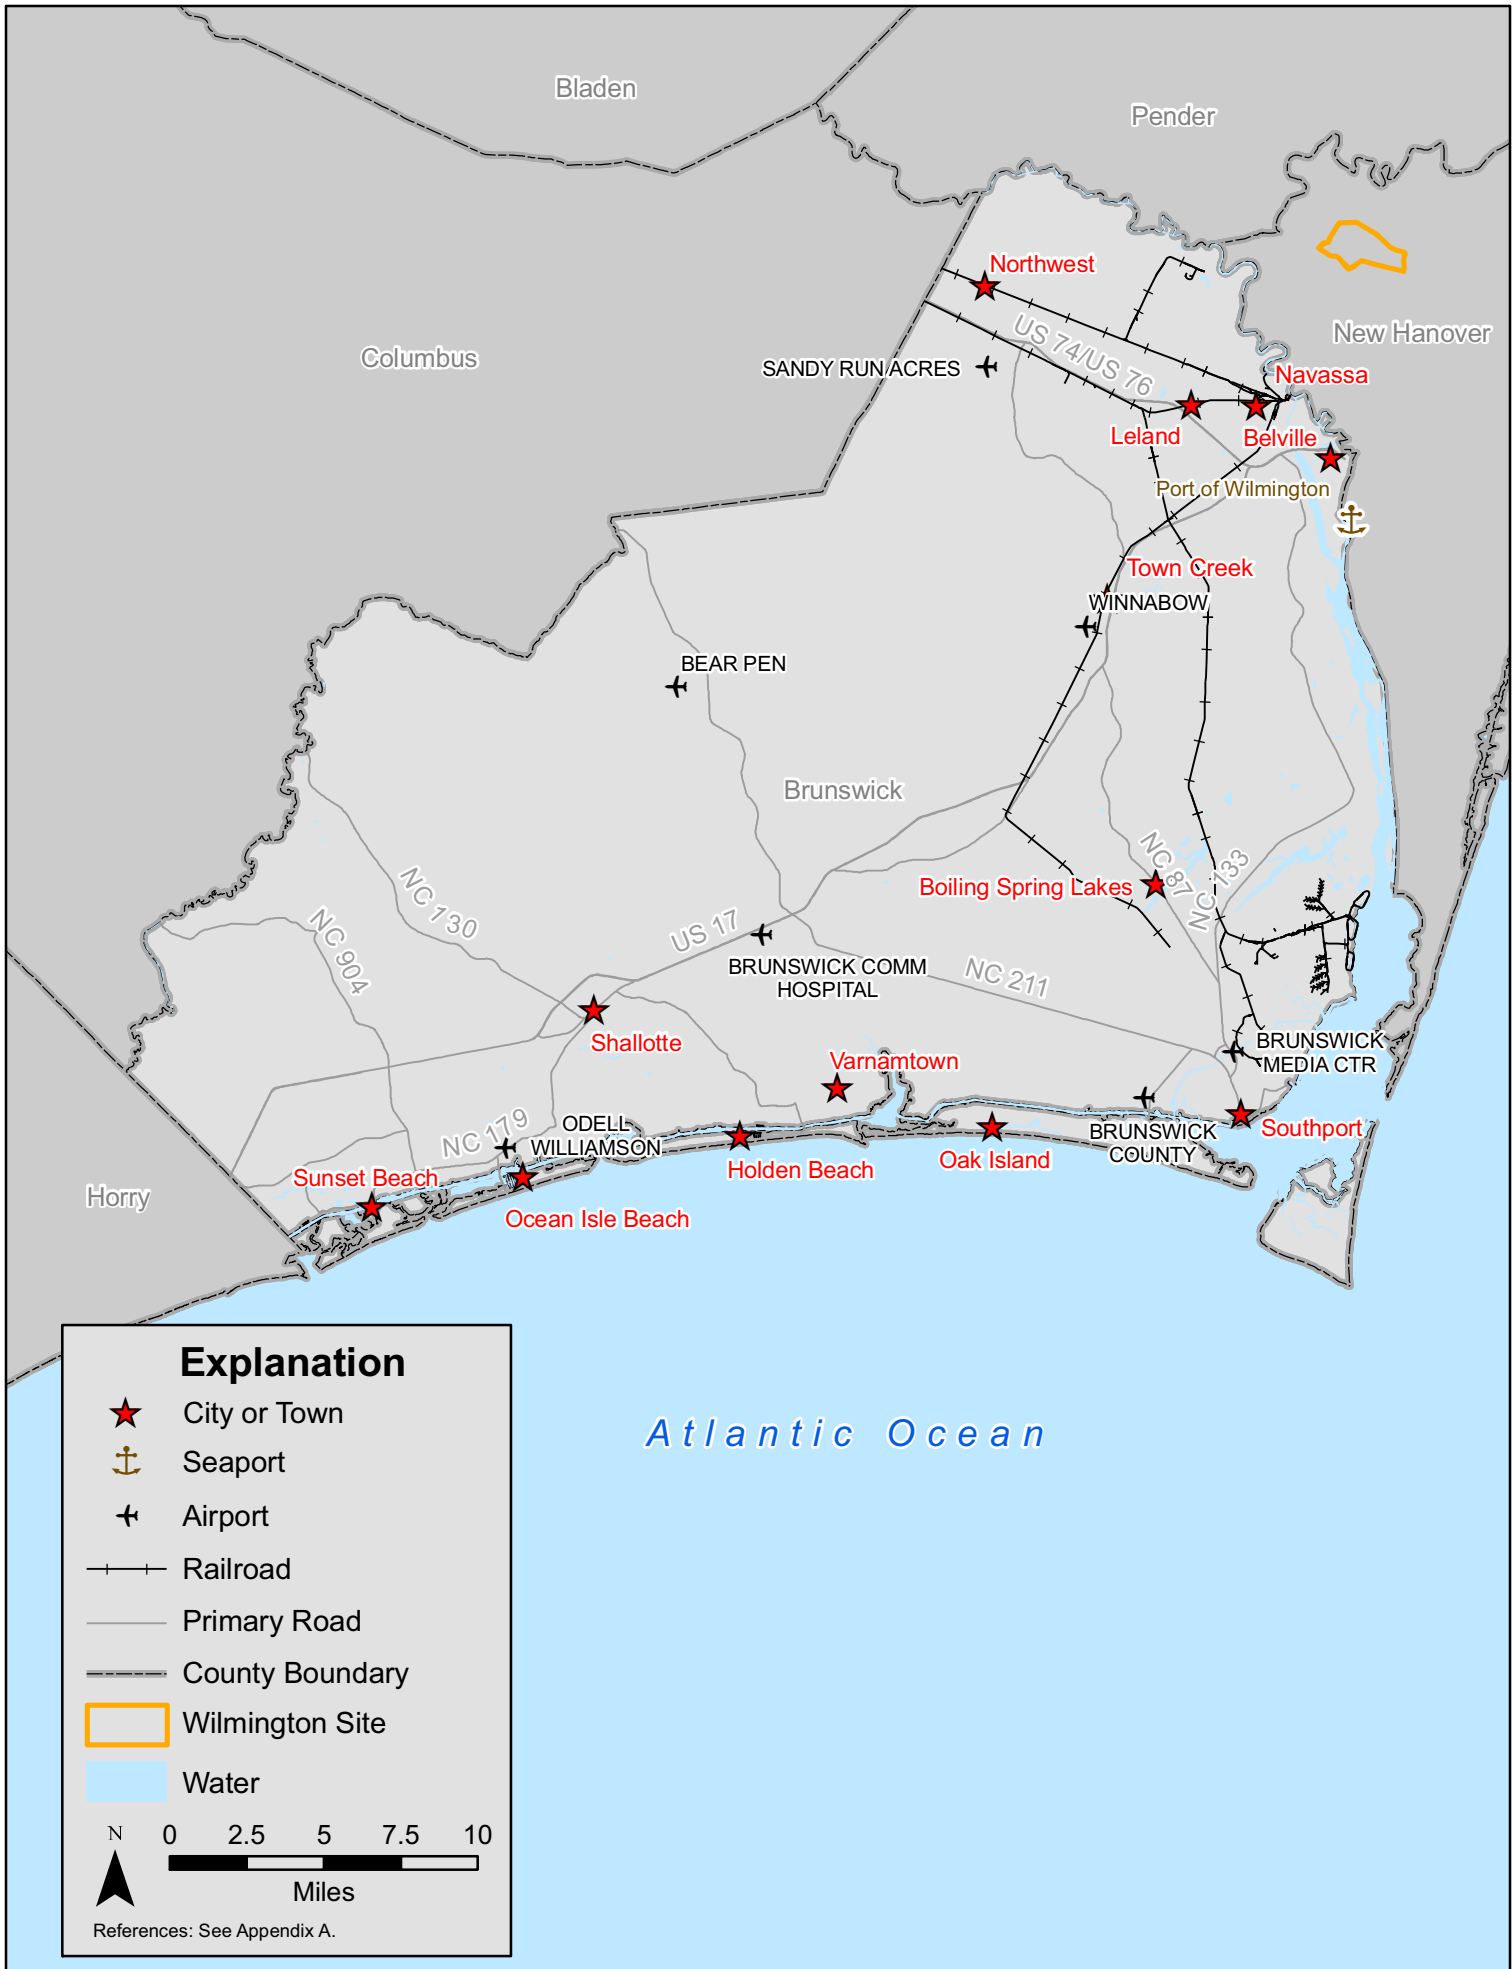 Bladen
Pender
Northwest
New Hanover
Columbus
US 74/US 76
SANDY RUN ACRES
Navassa
Leland
Belville
Port of Wilmington
Town Creek
WINNABOW
BEAR PEN
Brunswick
NC 130
NC 87
NC 133
Boiling Spring Lakes
NC 904
US 17
BRUNSWICK COMM
HOSPITAL
NC 211
Shallotte
BRUNSWICK
MEDIA CTR
Varnamtown
NC 179
ODELL
WILLIAMSON
BRUNSWICK
COUNTY
Southport
Holden Beach
Oak Island
Sunset Beach
Horry
Ocean Isle Beach
Atlantic Ocean
Explanation
City or Town
Seaport
Airport
Railroad
Primary Road
County Boundary
Wilmington Site
Water
N
0 2.5 5 7.5 10
Miles
References: See Appendix A.